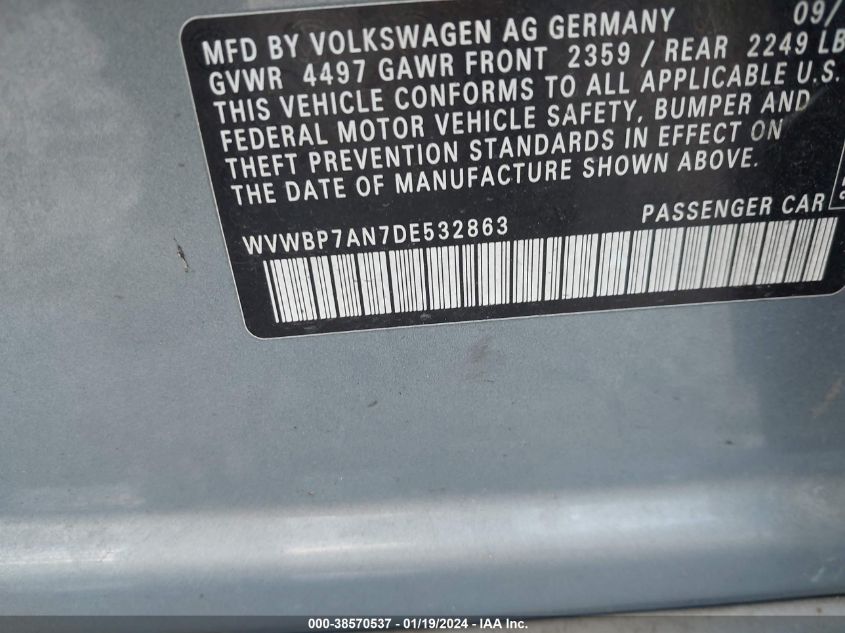 MFD BY VOLKSWAGEN AG GERMANY 09/
GVWR 4497 GAWR FRONT 2359 / REAR 2249 LB
THIS VEHICLE CONFORMS TO ALL APPLICABLE U.S.
FEDERAL MOTOR VEHICLE SAFETY, BUMPER AND
THEFT PREVENTION STANDARDS IN EFFECT ON
THE DATE OF MANUFACTURE SHOWN ABOVE.
WVWBP7AN7DE532863 PASSENGER CAR
000-38570537 - 01/19/2024 - IAA Inc.